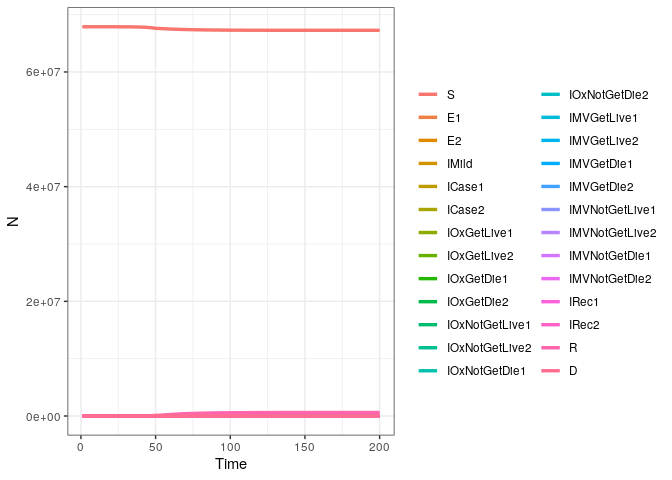 6e+07
4e+07
2e+07
0e+00
N
0 50 100 150 200
Time
S
E1
E2
IMild
ICase1
ICase2
IOxGetLive1
IOxGetLive2
IOxGetDie1
IOxGetDie2
IOxNotGetLive1
IOxNotGetLive2
IOxNotGetDie1
IOxNotGetDie2
IMVGetLive1
IMVGetLive2
IMVGetDie1
IMVGetDie2
IMVNotGetLive1
IMVNotGetLive2
IMVNotGetDie1
IMVNotGetDie2
IRec1
IRec2
R
D